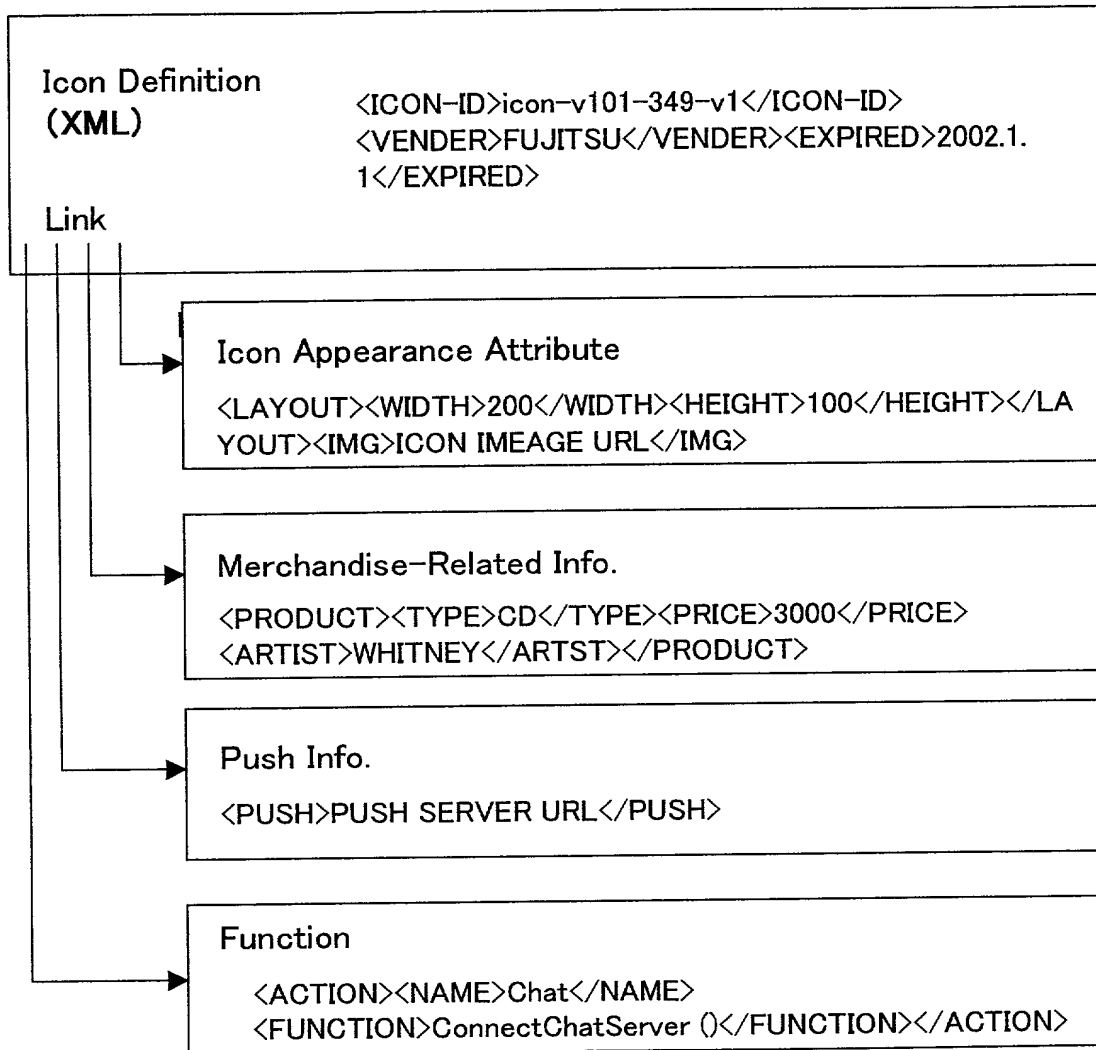 Icon Definition
(XML)
<ICON-ID>icon-v101-349-v1</ICON-ID>
<VENDER>FUJITSU</VENDER><EXPIRED>2002.1.
1</EXPIRED>
Link
Icon Appearance Attribute
<LAYOUT><WIDTH>200</WIDTH><HEIGHT>100</HEIGHT></LA
YOUT><IMG>ICON IMEAGE URL</IMG>
Merchandise-Related Info.
<PRODUCT><TYPE>CD</TYPE><PRICE>3000</PRICE>
<ARTIST>WHITNEY</ARTST></PRODUCT>
Push Info.
<PUSH>PUSH SERVER URL</PUSH>
Function
<ACTION><NAME>Chat</NAME>
<FUNCTION>ConnectChatServer ()</FUNCTION></ACTION>